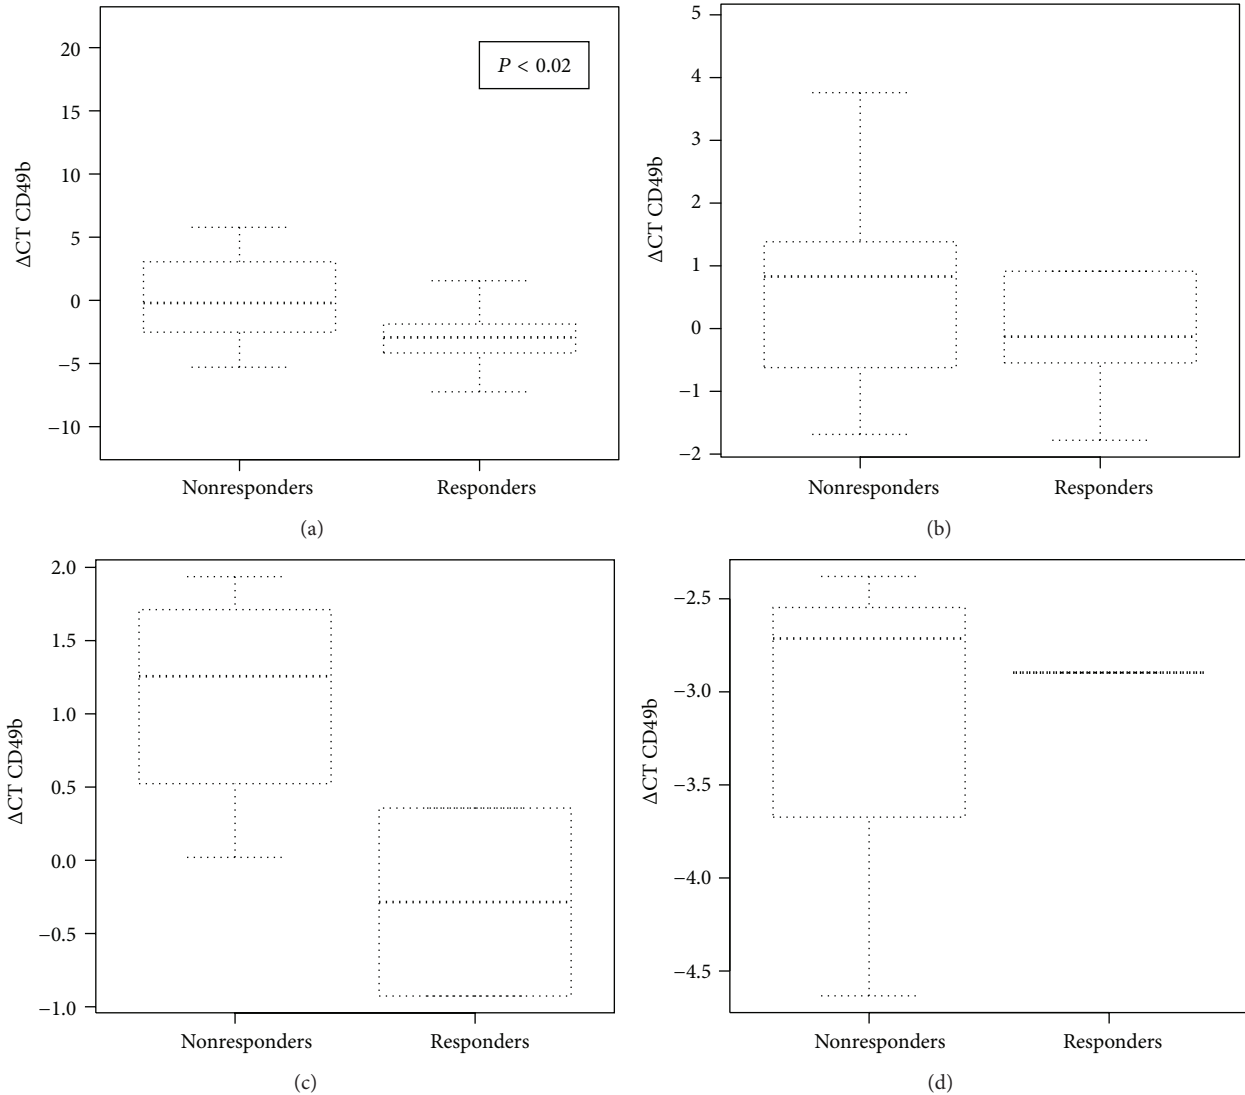 20
15
10
5
0
−5
−10
ΔCT CD49b
P < 0.02
Nonresponders
Responders
(a)
5
4
3
2
1
0
−1
−2
ΔCT CD49b
Nonresponders
Responders
(b)
2.0
1.5
1.0
0.5
0.0
−0.5
−1.0
ΔCT CD49b
Nonresponders
Responders
(c)
−2.5
−3.0
−3.5
−4.0
−4.5
ΔCT CD49b
Nonresponders
Responders
(d)